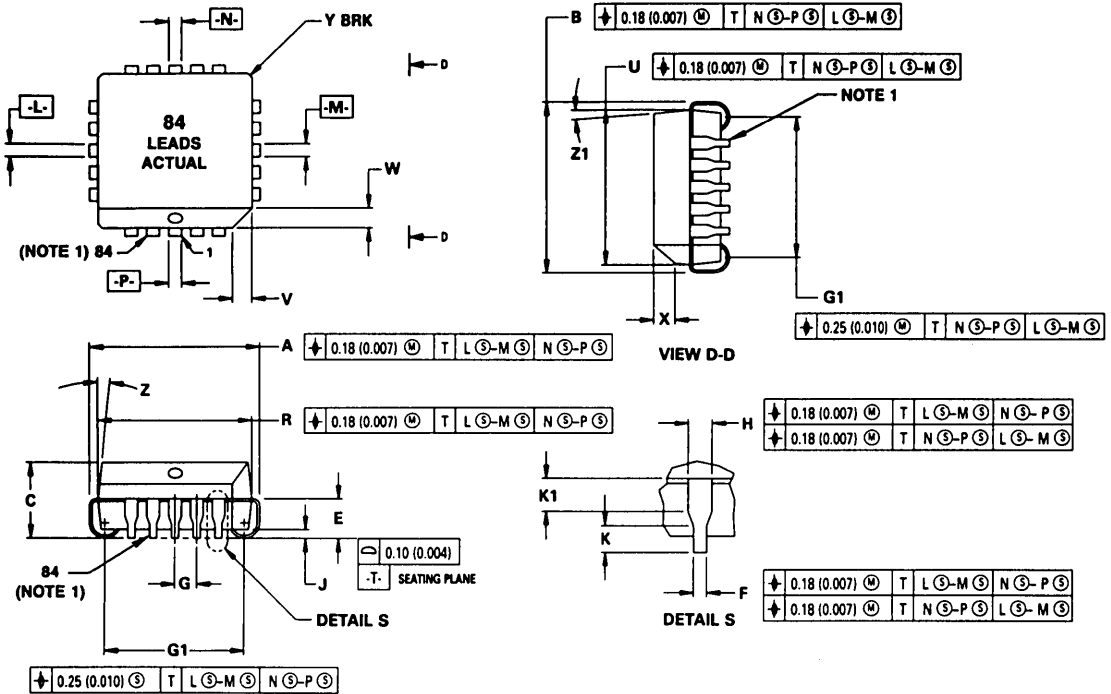 -N-
Y BRK
D
-L-
-M-
84
LEADS
ACTUAL
W
(NOTE 1) 84
1
D
-P-
V
B ⌖ 0.18 (0.007) Ⓜ T N Ⓢ-P Ⓢ L Ⓢ-M Ⓢ
U ⌖ 0.18 (0.007) Ⓜ T N Ⓢ-P Ⓢ L Ⓢ-M Ⓢ
NOTE 1
Z1
G1
⌖ 0.25 (0.010) Ⓜ T N Ⓢ-P Ⓢ L Ⓢ-M Ⓢ
X
VIEW D-D
A ⌖ 0.18 (0.007) Ⓜ T L Ⓢ-M Ⓢ N Ⓢ-P Ⓢ
Z
R ⌖ 0.18 (0.007) Ⓜ T L Ⓢ-M Ⓢ N Ⓢ-P Ⓢ
C
E
⌓ 0.10 (0.004)
-T- SEATING PLANE
84
(NOTE 1)
G
J
DETAIL S
G1
⌖ 0.25 (0.010) Ⓢ T L Ⓢ-M Ⓢ N Ⓢ-P Ⓢ
H
⌖ 0.18 (0.007) Ⓜ T L Ⓢ-M Ⓢ N Ⓢ- P Ⓢ
⌖ 0.18 (0.007) Ⓜ T N Ⓢ-P Ⓢ L Ⓢ- M Ⓢ
K1
K
F
⌖ 0.18 (0.007) Ⓜ T L Ⓢ-M Ⓢ N Ⓢ- P Ⓢ
⌖ 0.18 (0.007) Ⓜ T N Ⓢ-P Ⓢ L Ⓢ- M Ⓢ
DETAIL S